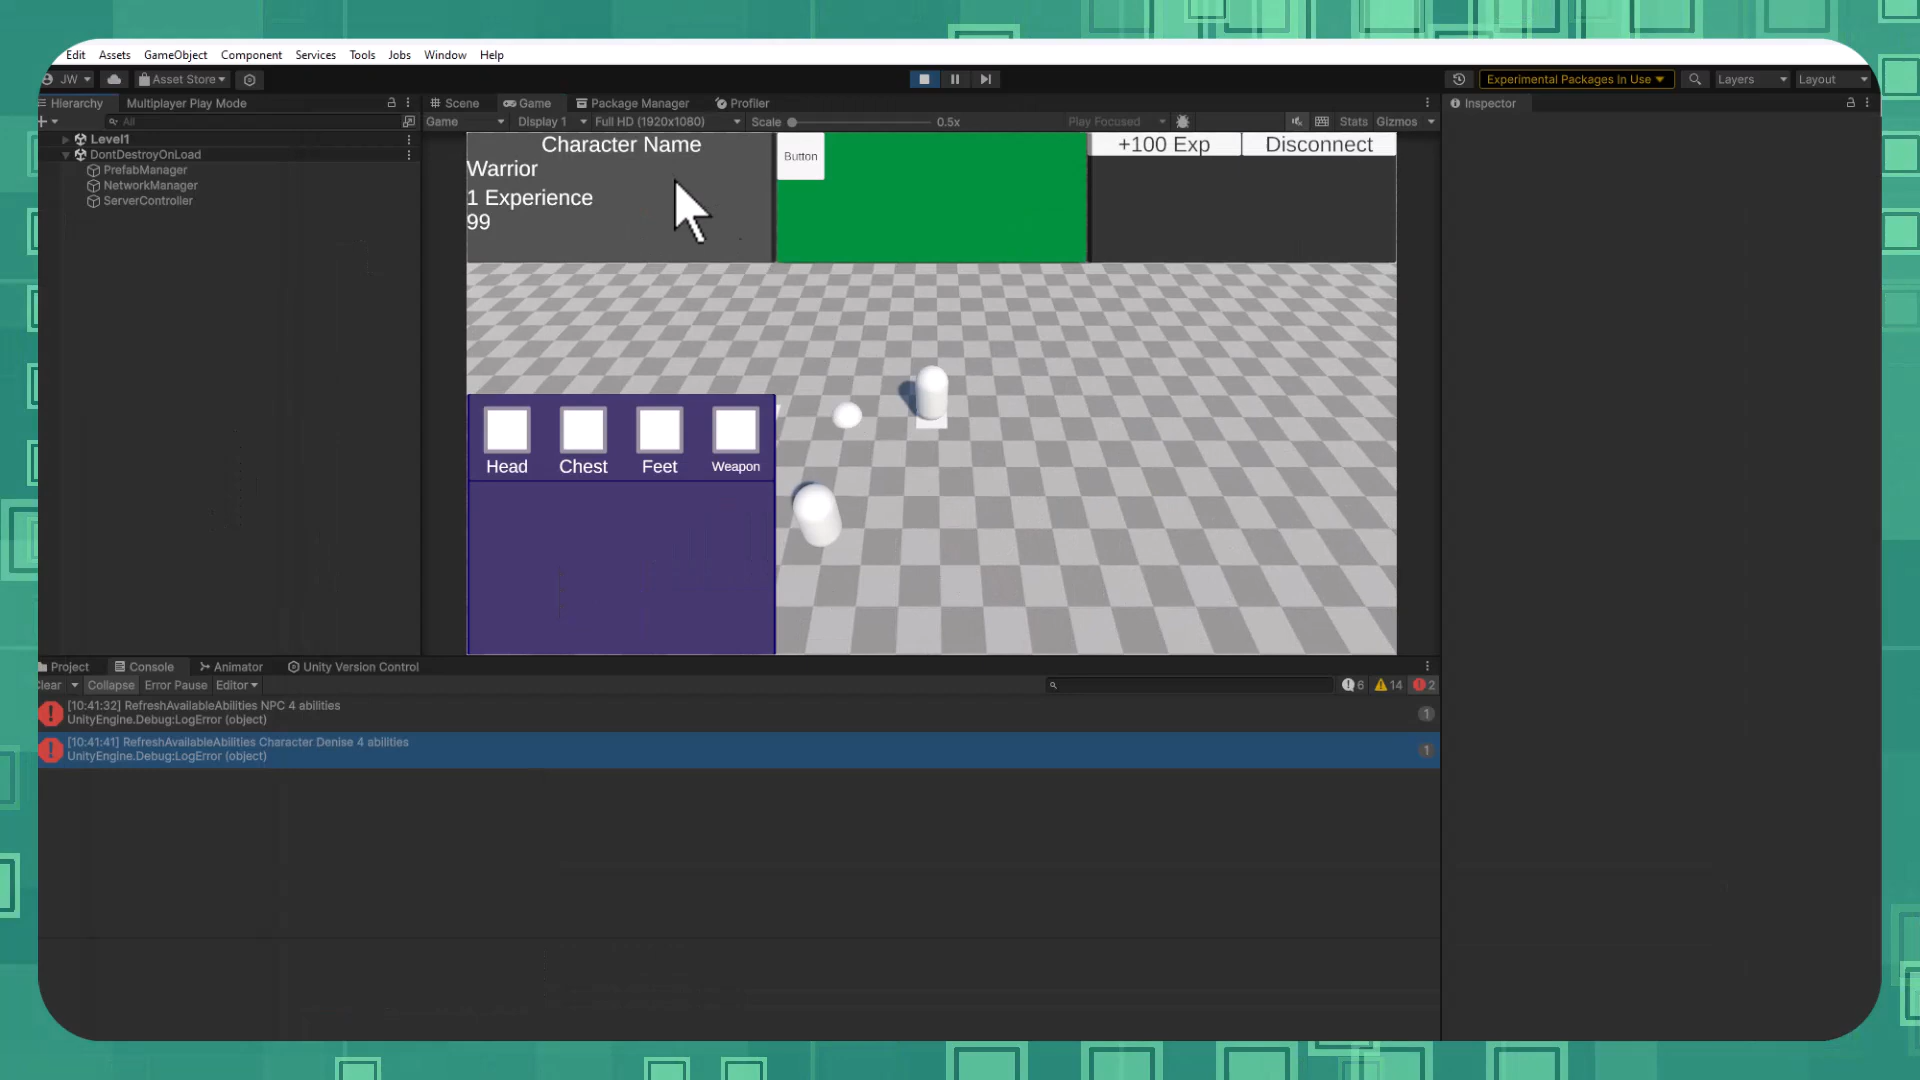 Edit Assets GameObject Component Services Tools Jobs Window Help
JW Asset Store Experimental Packages In Use Layers Layout
Hierarchy Multiplayer Play Mode Scene Game Package Manager Profiler Inspector
All Game Display 1 Full HD (1920x1080) Scale 0.5x Play Focused Stats Gizmos
Level1
DontDestroyOnLoad
PrefabManager
NetworkManager
ServerController
Character Name
Warrior
1 Experience
99
Button
+100 Exp Disconnect
Head Chest Feet Weapon
Project Console Animator Unity Version Control
Clear Collapse Error Pause Editor 6 14 2
[10:41:32] RefreshAvailableAbilities NPC 4 abilities
UnityEngine.Debug:LogError (object)
1
[10:41:41] RefreshAvailableAbilities Character Denise 4 abilities
UnityEngine.Debug:LogError (object)
1